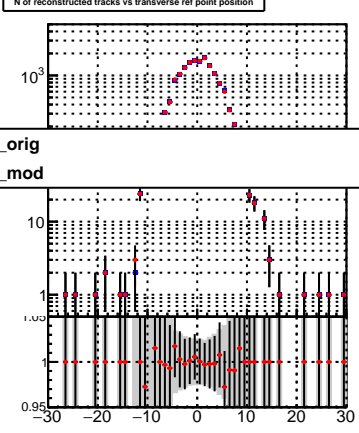 N of reconstructed tracks vs transverse ref point position
10³
_orig
_mod
10
1
1.05
1
0.95
−30 −20 −10 0 10 20 30